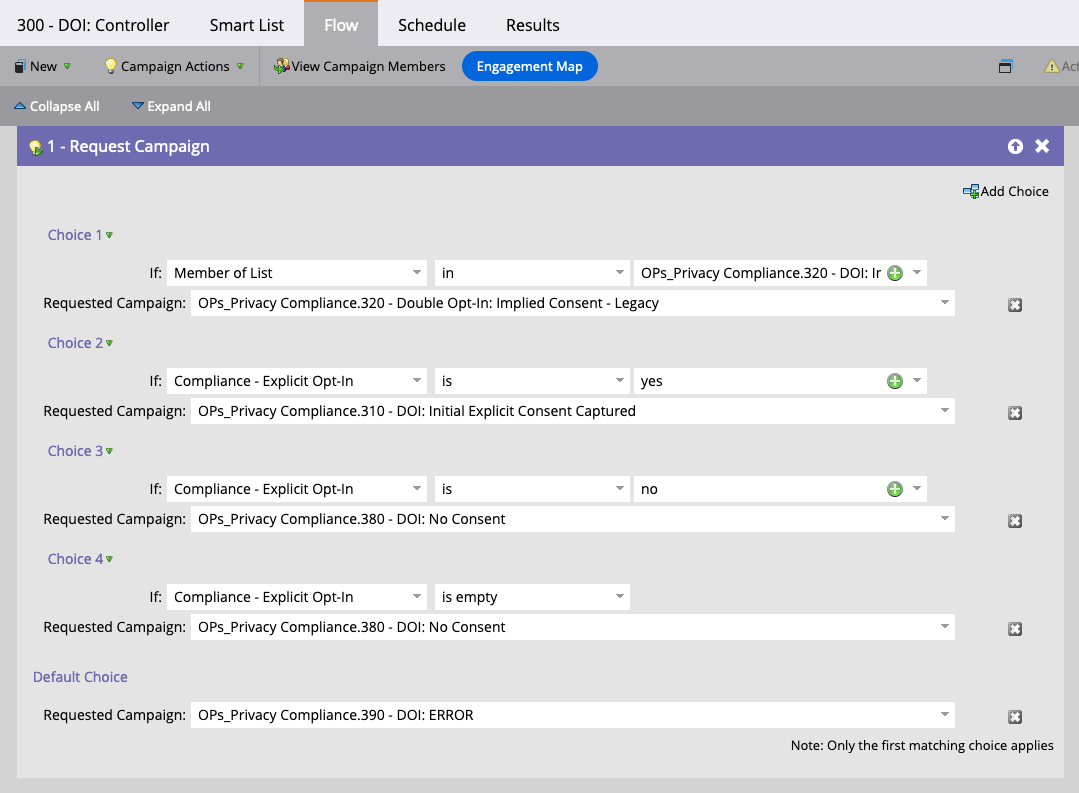 300 - DOI: Controller Smart List Flow Schedule Results
New Campaign Actions View Campaign Members Engagement Map Act
Collapse All Expand All
1 - Request Campaign
Add Choice
Choice 1
If: Member of List in OPs_Privacy Compliance.320 - DOI: Ir
Requested Campaign: OPs_Privacy Compliance.320 - Double Opt-In: Implied Consent - Legacy
Choice 2
If: Compliance - Explicit Opt-In is yes
Requested Campaign: OPs_Privacy Compliance.310 - DOI: Initial Explicit Consent Captured
Choice 3
If: Compliance - Explicit Opt-In is no
Requested Campaign: OPs_Privacy Compliance.380 - DOI: No Consent
Choice 4
If: Compliance - Explicit Opt-In is empty
Requested Campaign: OPs_Privacy Compliance.380 - DOI: No Consent
Default Choice
Requested Campaign: OPs_Privacy Compliance.390 - DOI: ERROR
Note: Only the first matching choice applies